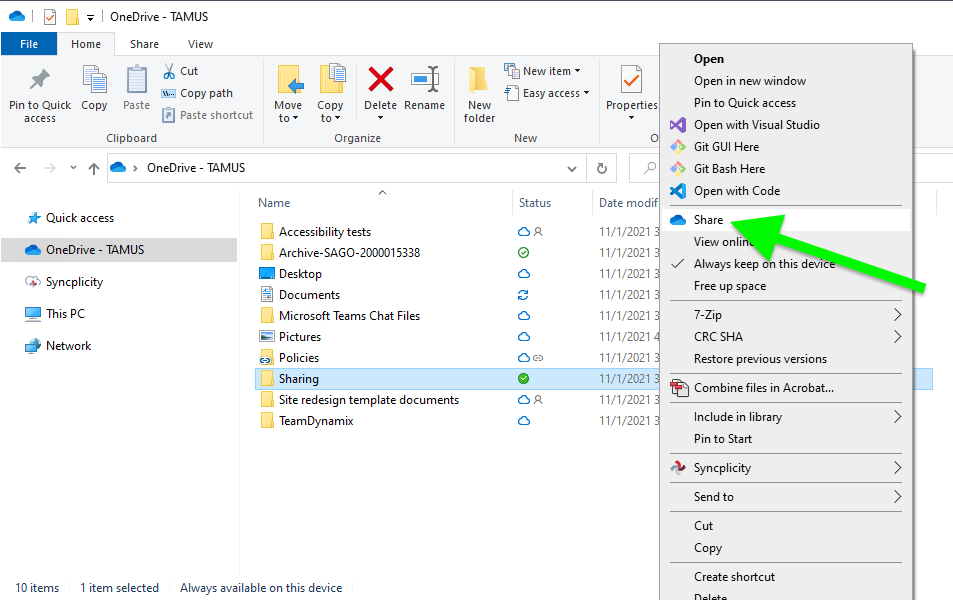 OneDrive - TAMUS
File Home Share View
Pin to Quick access
Copy
Paste
Cut
Copy path
Paste shortcut
Clipboard
Move to
Copy to
Delete
Rename
Organize
New folder
New item
Easy access
New
Properties
O
OneDrive - TAMUS
Quick access
OneDrive - TAMUS
Syncplicity
This PC
Network
Name Status Date modif
Accessibility tests 11/1/2021 3
Archive-SAGO-2000015338 11/1/2021 3
Desktop 11/1/2021 3
Documents 11/1/2021 3
Microsoft Teams Chat Files 11/1/2021 3
Pictures 11/1/2021 4
Policies 11/1/2021 3
Sharing 11/1/2021 3
Site redesign template documents 11/1/2021 3
TeamDynamix 11/1/2021 3
Open
Open in new window
Pin to Quick access
Open with Visual Studio
Git GUI Here
Git Bash Here
Open with Code
Share
View online
Always keep on this device
Free up space
7-Zip
CRC SHA
Restore previous versions
Combine files in Acrobat...
Include in library
Pin to Start
Syncplicity
Send to
Cut
Copy
Create shortcut
Delete
10 items 1 item selected Always available on this device